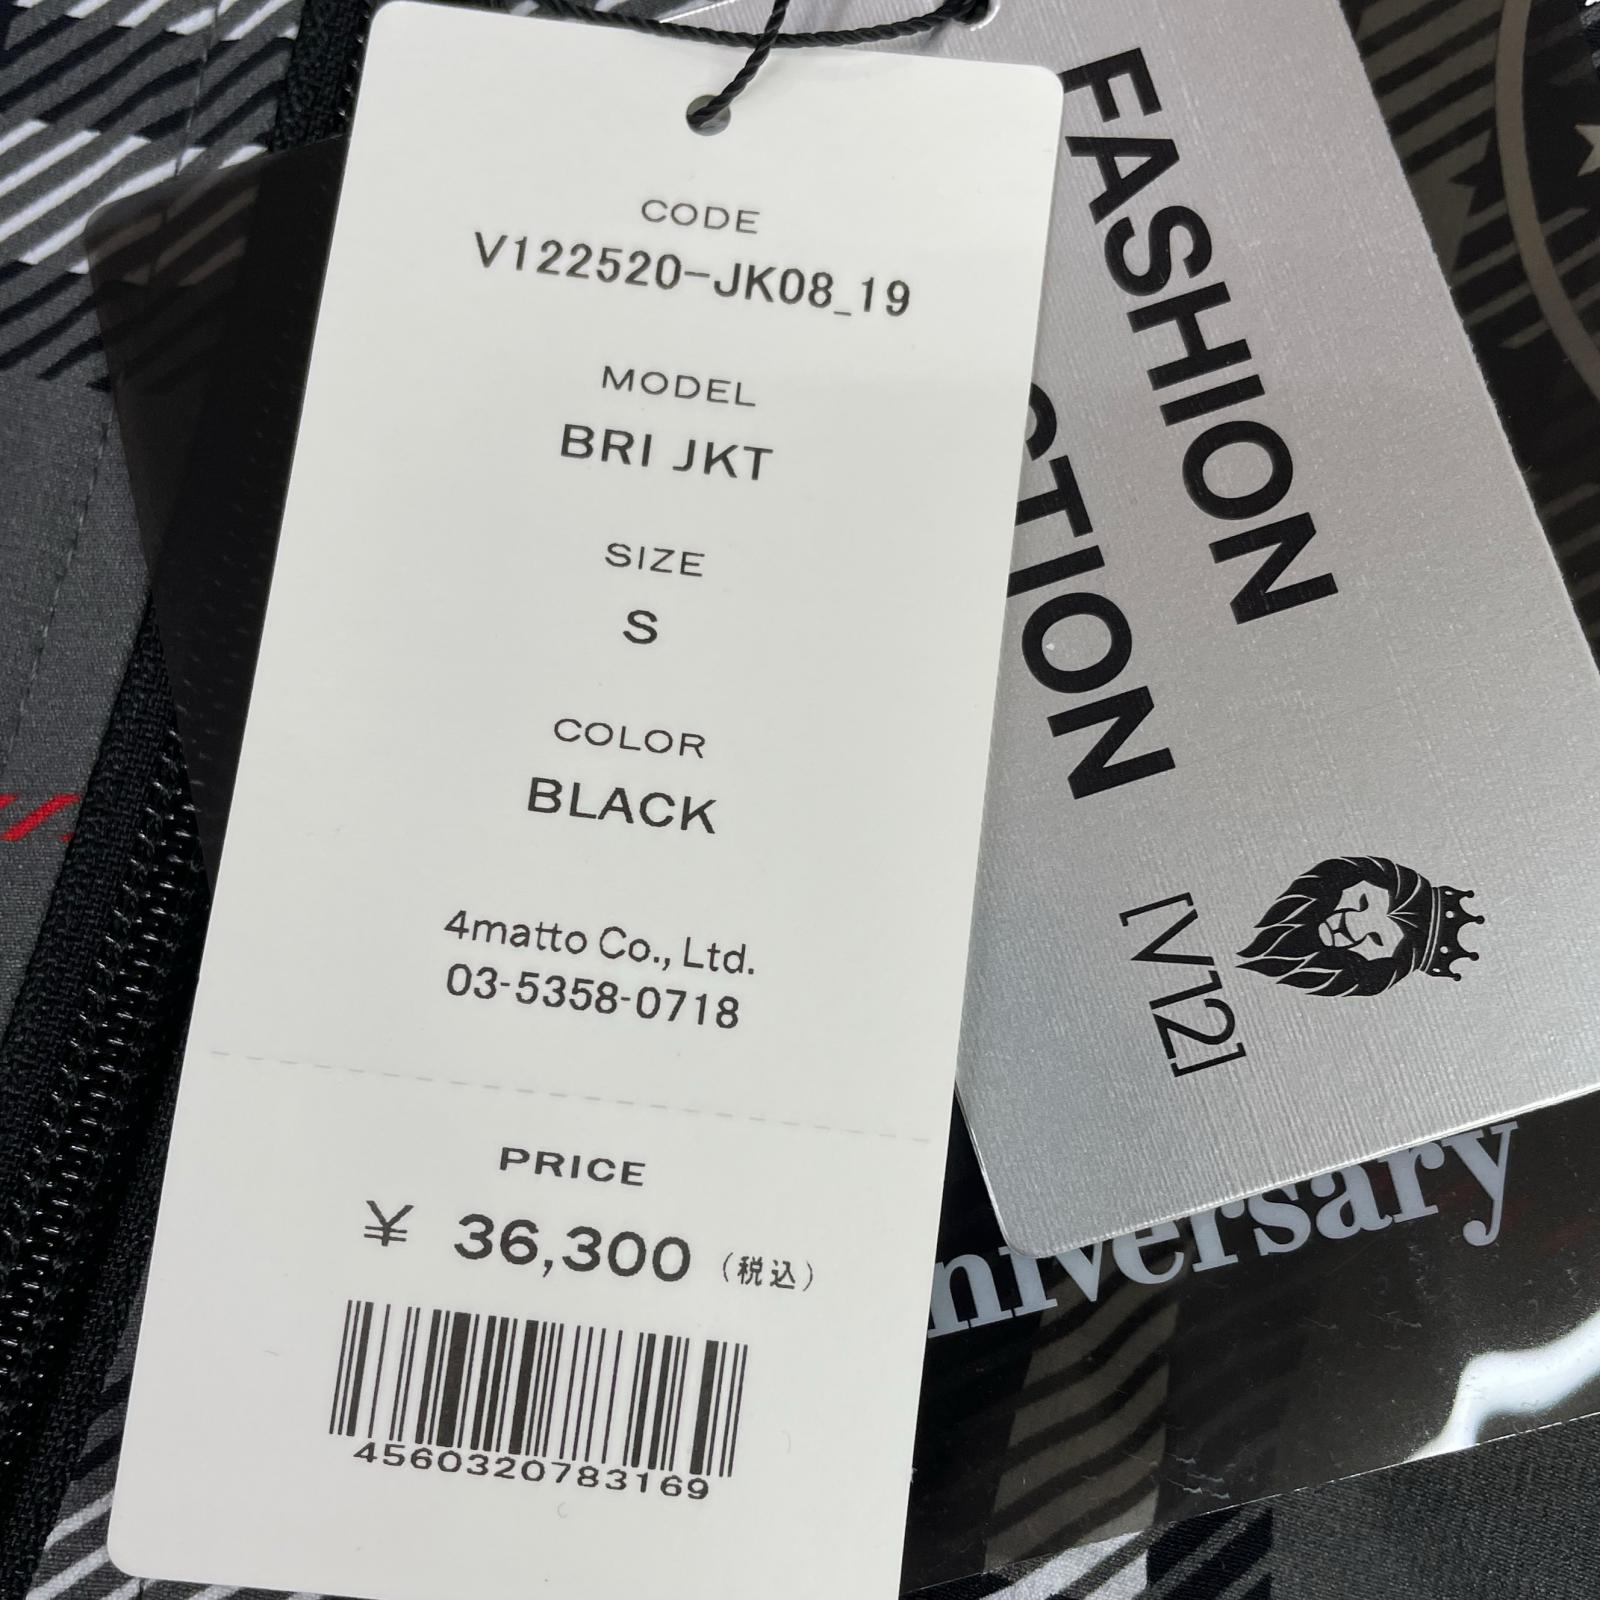 CODE
V122520-JK08_19
MODEL
BRI JKT
SIZE
S
COLOR
BLACK
4matto Co., Ltd.
03-5358-0718
PRICE
¥ 36,300 (税込)
4560320783169
FASHION
CTION
[V12]
niversary